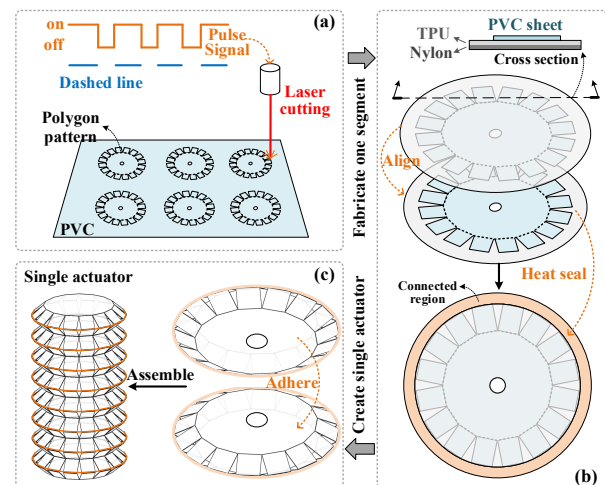 (a)
on
off
Pulse
Signal
Dashed line
Laser
cutting
Polygon
pattern
PVC
Fabricate one segment
PVC sheet
TPU
Nylon
Cross section
Align
Heat seal
Connected
region
(b)
Create single actuator
(c)
Single actuator
Assemble
Adhere